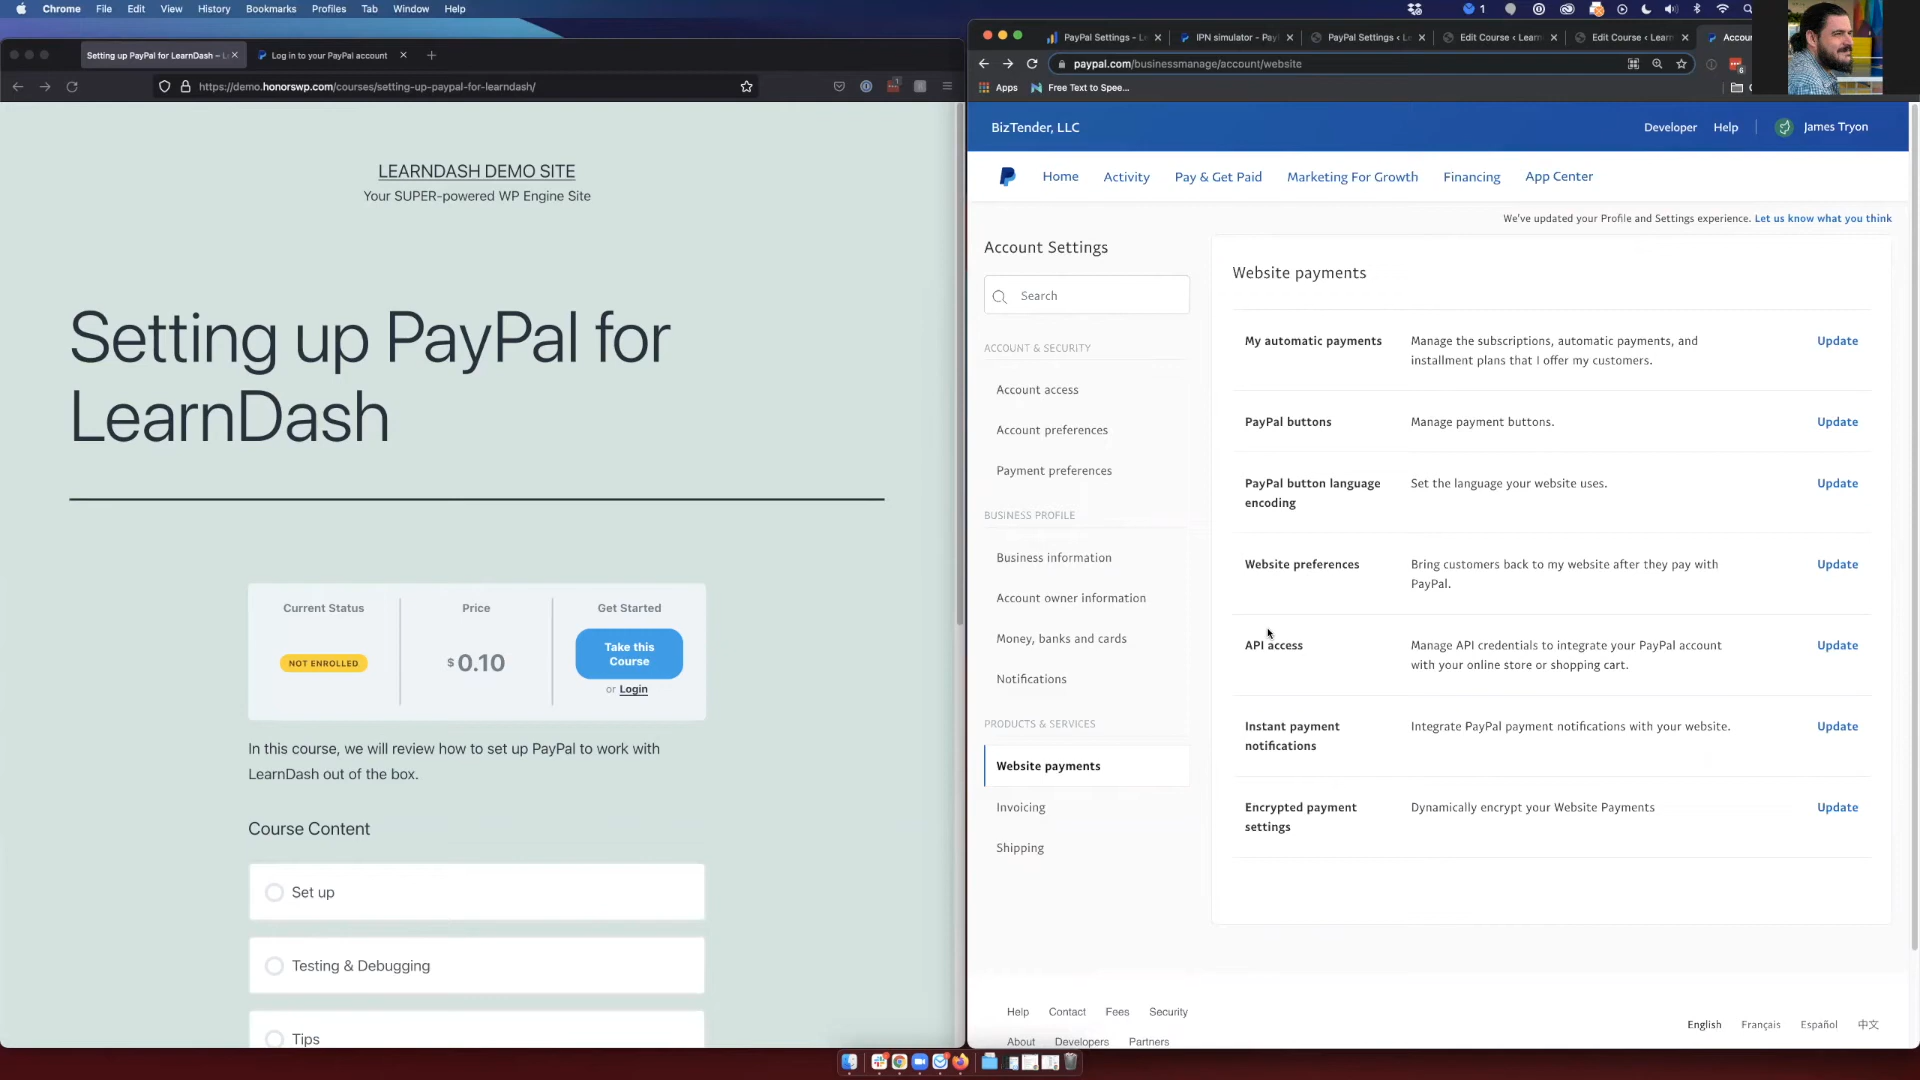 Chrome File Edit View History Bookmarks Profiles Tab Window Help
1
Setting up PayPal for LearnDash –
Log in to your PayPal account
https://demo.honorswp.com/courses/setting-up-paypal-for-learndash/
1
LEARNDASH DEMO SITE
Your SUPER-powered WP Engine Site
Setting up PayPal for
LearnDash
Current Status
NOT ENROLLED
Price
$0.10
Get Started
Take this
Course
or Login
In this course, we will review how to set up PayPal to work with
LearnDash out of the box.
Course Content
Set up
Testing & Debugging
Tips
PayPal Settings -
IPN simulator - Pay
PayPal Settings ‹ Le
Edit Course ‹ Learn
Edit Course ‹ Learn
Accou
paypal.com/businessmanage/account/website
6
Apps
Free Text to Spee...
BizTender, LLC
Developer Help James Tryon
Home Activity Pay & Get Paid Marketing For Growth Financing App Center
We've updated your Profile and Settings experience. Let us know what you think
Account Settings
Search
ACCOUNT & SECURITY
Account access
Account preferences
Payment preferences
BUSINESS PROFILE
Business information
Account owner information
Money, banks and cards
Notifications
PRODUCTS & SERVICES
Website payments
Invoicing
Shipping
Website payments
My automatic payments
Manage the subscriptions, automatic payments, and
installment plans that I offer my customers.
Update
PayPal buttons
Manage payment buttons.
Update
PayPal button language
encoding
Set the language your website uses.
Update
Website preferences
Bring customers back to my website after they pay with
PayPal.
Update
API access
Manage API credentials to integrate your PayPal account
with your online store or shopping cart.
Update
Instant payment
notifications
Integrate PayPal payment notifications with your website.
Update
Encrypted payment
settings
Dynamically encrypt your Website Payments
Update
Help Contact Fees Security
About Developers Partners
English Français Español 中文